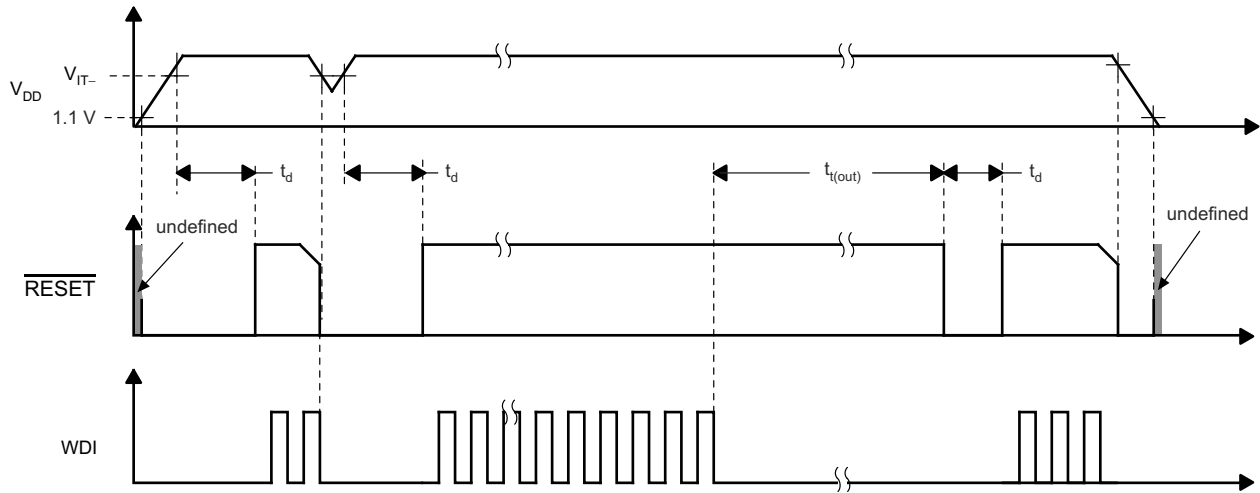 V_IT–
V_DD
1.1 V
t_d
t_d
t_t(out)
t_d
undefined
undefined
RESET
WDI